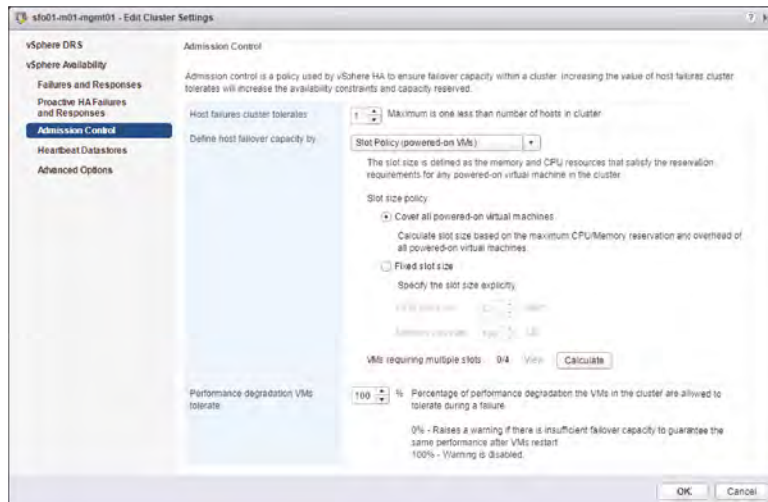 sfo01-m01-mgmt01 - Edit Cluster Settings
?
vSphere DRS
vSphere Availability
Failures and Responses
Proactive HA Failures
and Responses
Admission Control
Heartbeat Datastores
Advanced Options
Admission Control
Admission control is a policy used by vSphere HA to ensure failover capacity within a cluster. Increasing the value of host failures cluster
tolerates will increase the availability constraints and capacity reserved.
Host failures cluster tolerates
1 Maximum is one less than number of hosts in cluster.
Define host failover capacity by
Slot Policy (powered-on VMs)
The slot size is defined as the memory and CPU resources that satisfy the reservation
requirements for any powered-on virtual machine in the cluster.
Slot size policy:
Cover all powered-on virtual machines
Calculate slot size based on the maximum CPU/Memory reservation and overhead of
all powered-on virtual machines.
Fixed slot size
Specify the slot size explicitly.
VMs requiring multiple slots: 0/4 View Calculate
Performance degradation VMs
tolerate
100 % Percentage of performance degradation the VMs in the cluster are allowed to
tolerate during a failure.
0% - Raises a warning if there is insufficient failover capacity to guarantee the
same performance after VMs restart.
100% - Warning is disabled.
OK Cancel